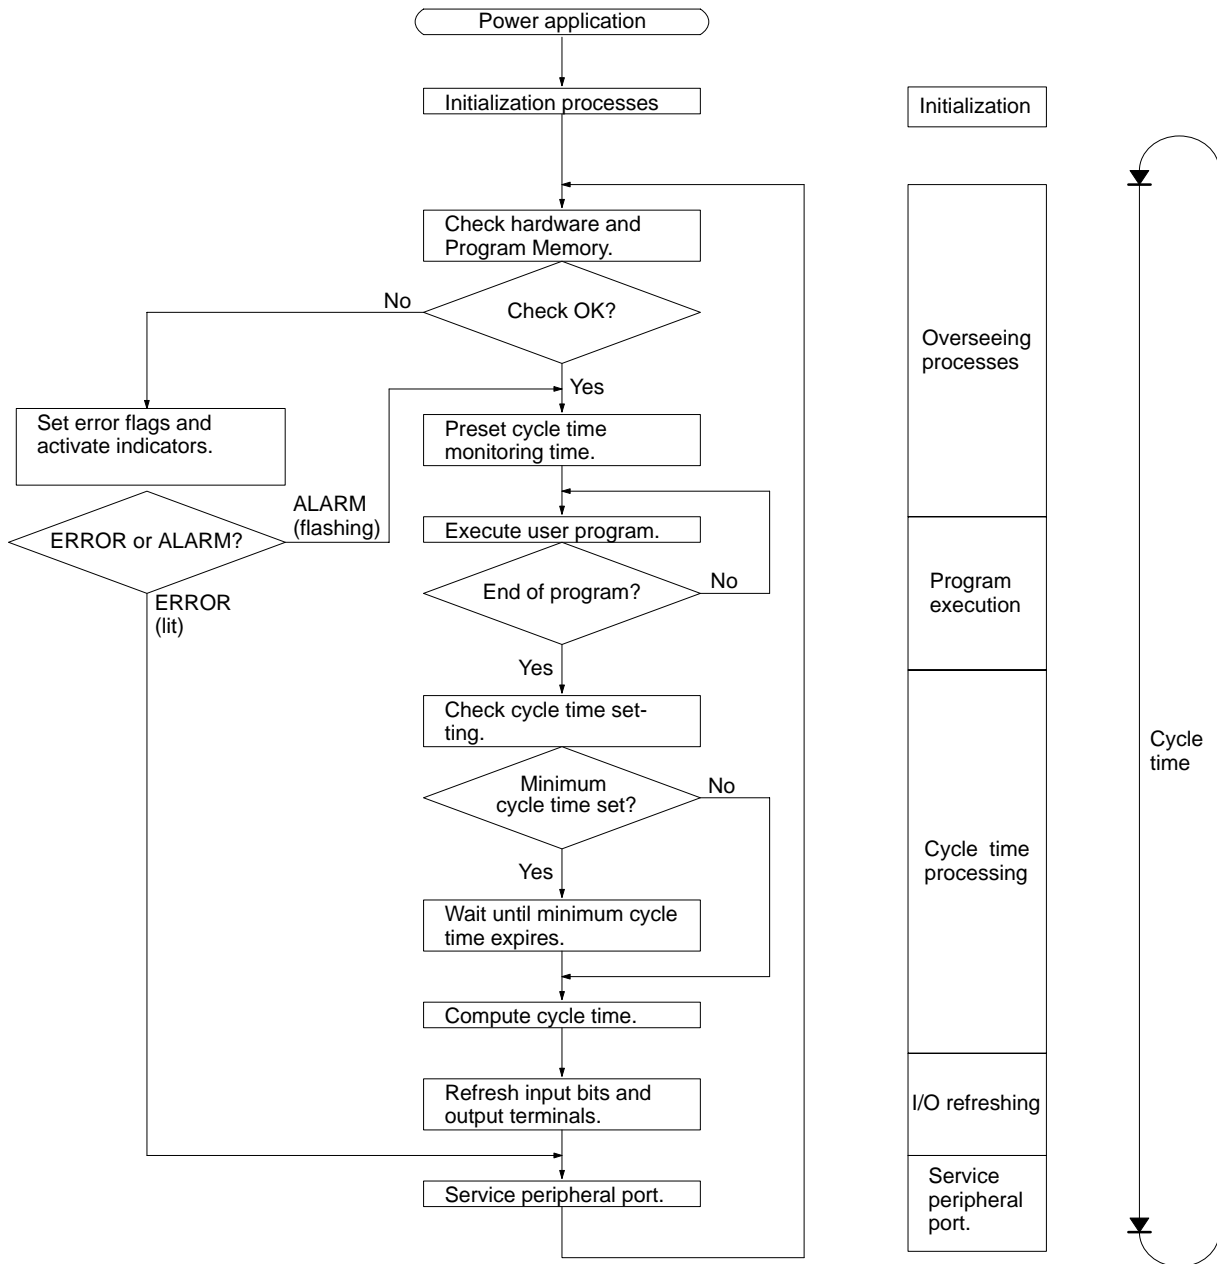 Power application
Initialization processes
Initialization
Check hardware and
Program Memory.
No
Check OK?
Overseeing
processes
Yes
Set error flags and
activate indicators.
Preset cycle time
monitoring time.
ALARM
(flashing)
ERROR or ALARM?
Execute user program.
No
End of program?
ERROR
(lit)
Program
execution
Yes
Check cycle time set-
ting.
Cycle
time
Minimum
cycle time set?
No
Cycle time
processing
Yes
Wait until minimum cycle
time expires.
Compute cycle time.
Refresh input bits and
output terminals.
I/O refreshing
Service peripheral port.
Service
peripheral
port.